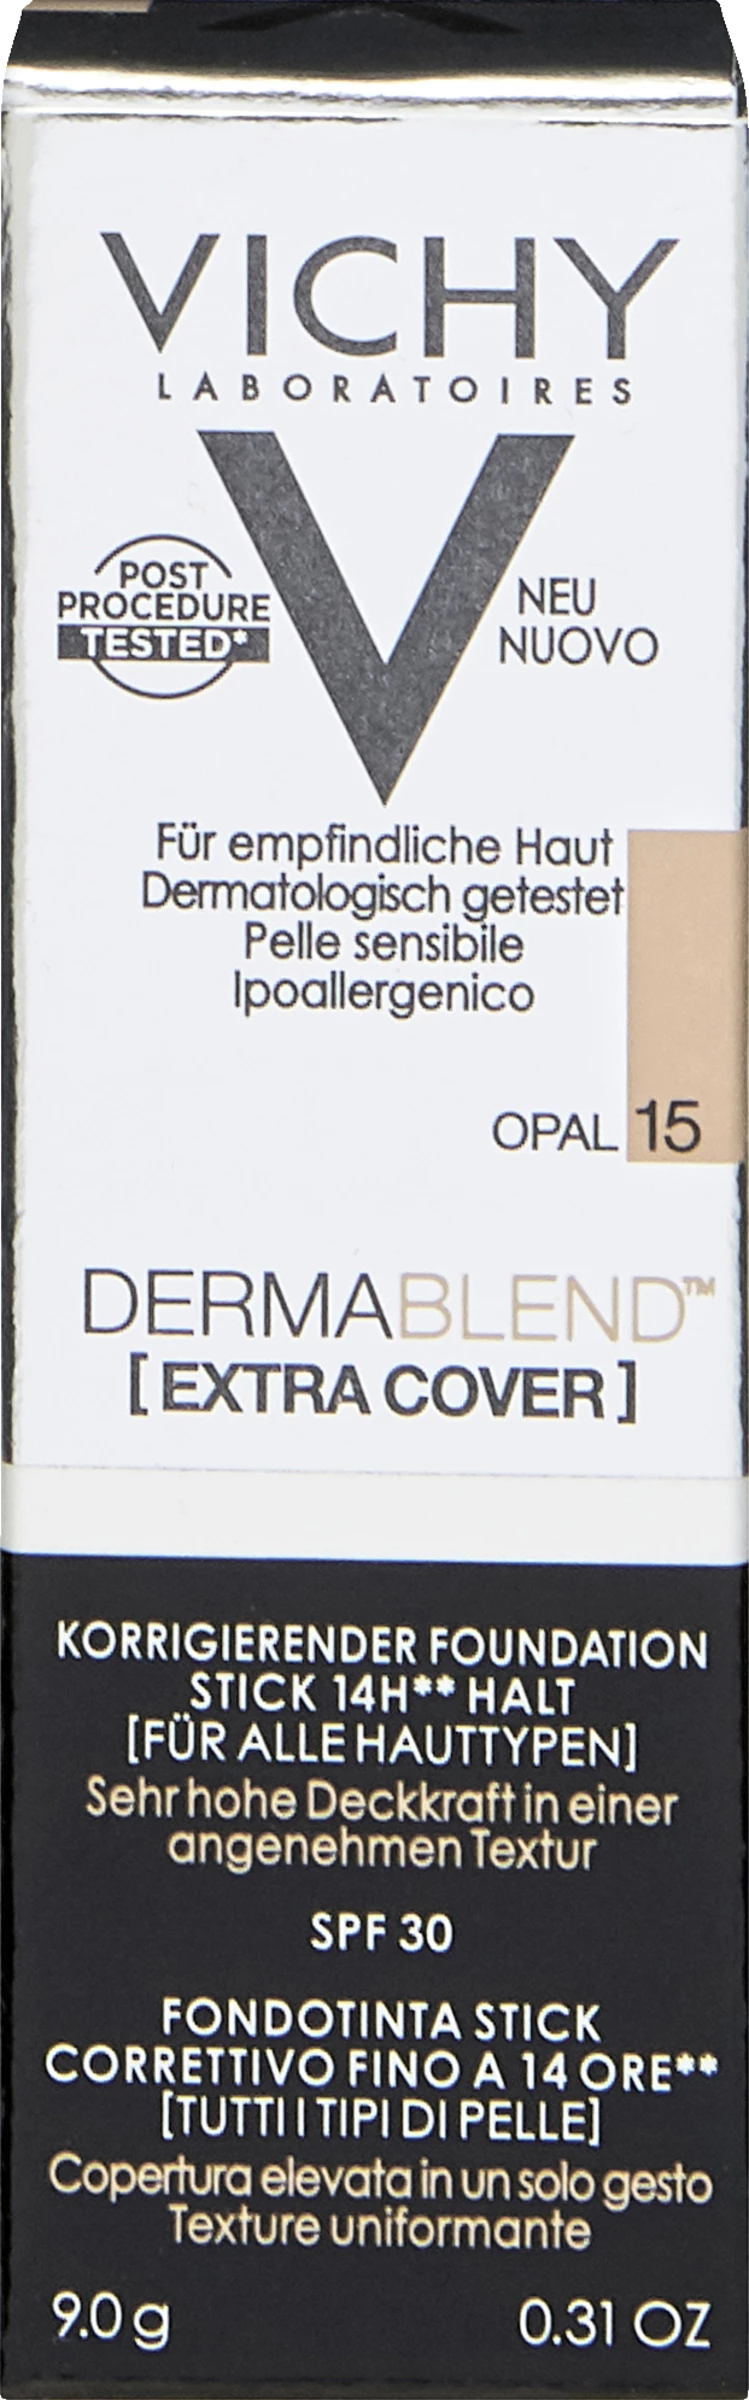 VICHY
LABORATOIRES
V
POST
PROCEDURE
TESTED*
NEU
NUOVO
Für empfindliche Haut
Dermatologisch getestet
Pelle sensibile
Ipoallergenico
OPAL 15
DERMABLEND™
[EXTRA COVER]
KORRIGIERENDER FOUNDATION
STICK 14H** HALT
[FÜR ALLE HAUTTYPEN]
Sehr hohe Deckkraft in einer
angenehmen Textur
SPF 30
FONDOTINTA STICK
CORRETTIVO FINO A 14 ORE**
[TUTTI I TIPI DI PELLE]
Copertura elevata in un solo gesto
Texture uniformante
9.0 g 0.31 OZ